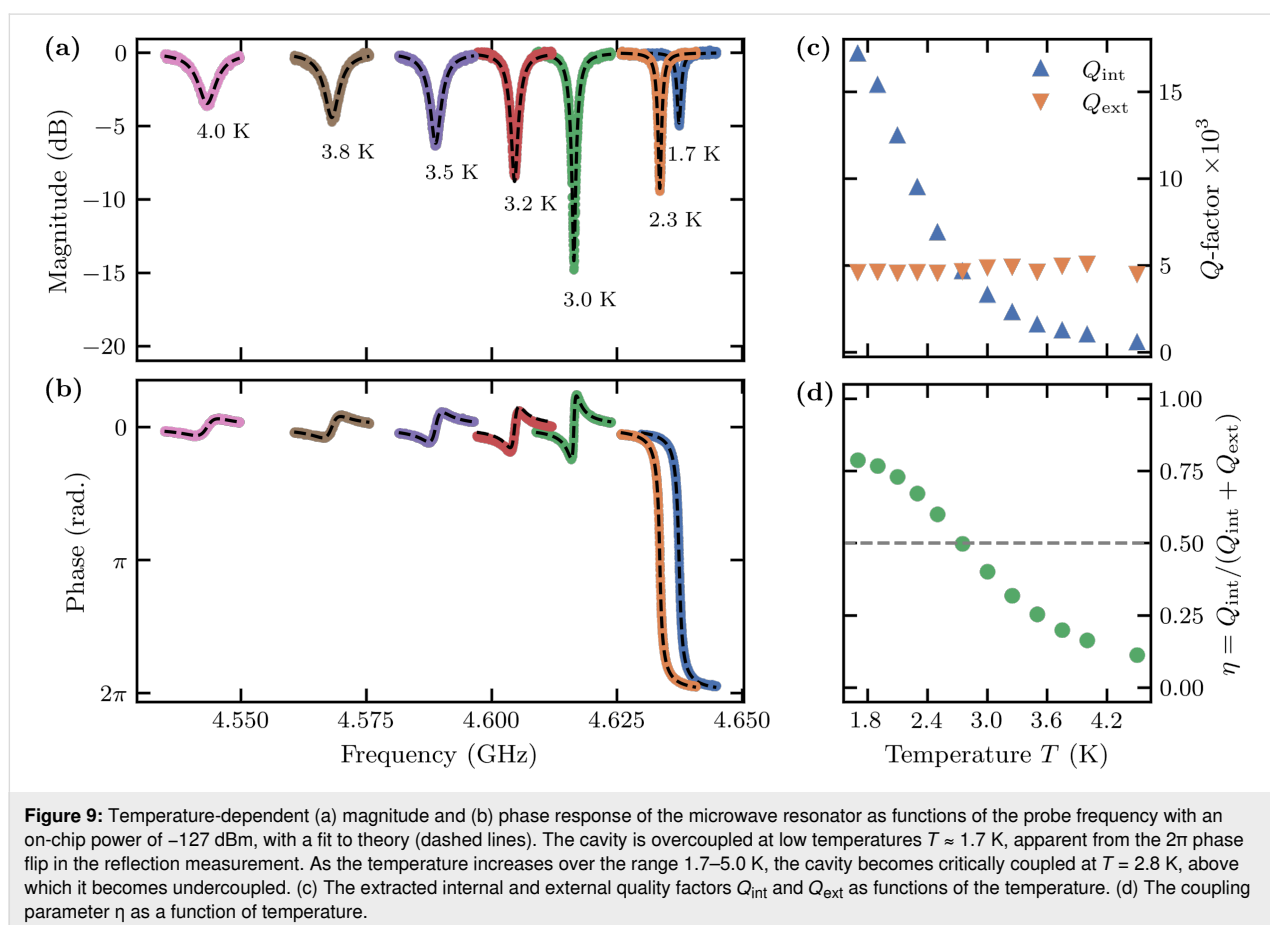 (a)
0
−5
−10
−15
−20
Magnitude (dB)
4.0 K
3.8 K
3.5 K
3.2 K
3.0 K
2.3 K
1.7 K
(b)
0
π
2π
Phase (rad.)
4.550
4.575
4.600
4.625
4.650
Frequency (GHz)
(c)
Q_int
Q_ext
15
10
5
0
Q-factor ×10³
(d)
1.00
0.75
0.50
0.25
0.00
η = Q_int/(Q_int + Q_ext)
1.8
2.4
3.0
3.6
4.2
Temperature T (K)
Figure 9: Temperature-dependent (a) magnitude and (b) phase response of the microwave resonator as functions of the probe frequency with an
on-chip power of −127 dBm, with a fit to theory (dashed lines). The cavity is overcoupled at low temperatures T ≈ 1.7 K, apparent from the 2π phase
flip in the reflection measurement. As the temperature increases over the range 1.7–5.0 K, the cavity becomes critically coupled at T = 2.8 K, above
which it becomes undercoupled. (c) The extracted internal and external quality factors Q_int and Q_ext as functions of the temperature. (d) The coupling
parameter η as a function of temperature.